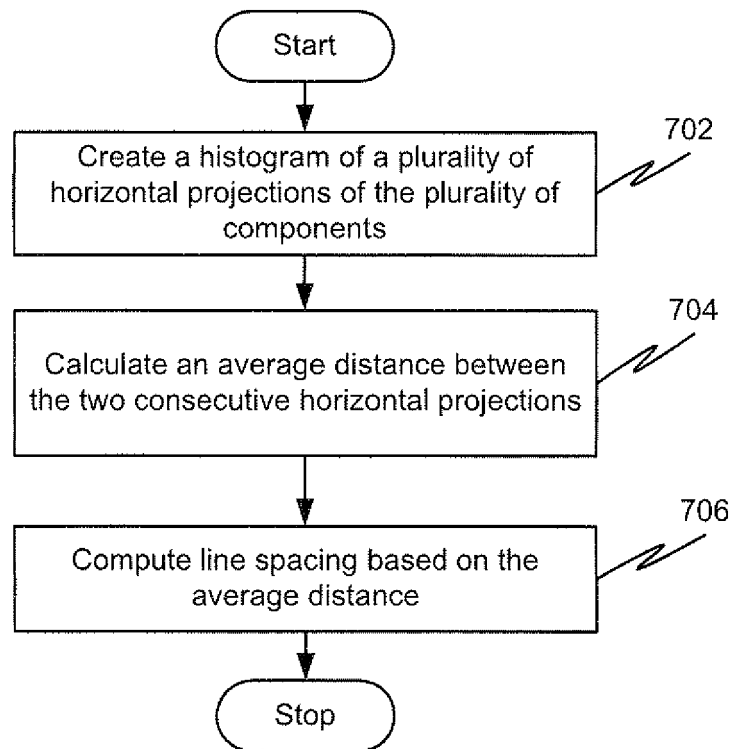 Start
702
Create a histogram of a plurality of
horizontal projections of the plurality of
components
704
Calculate an average distance between
the two consecutive horizontal projections
706
Compute line spacing based on the
average distance
Stop